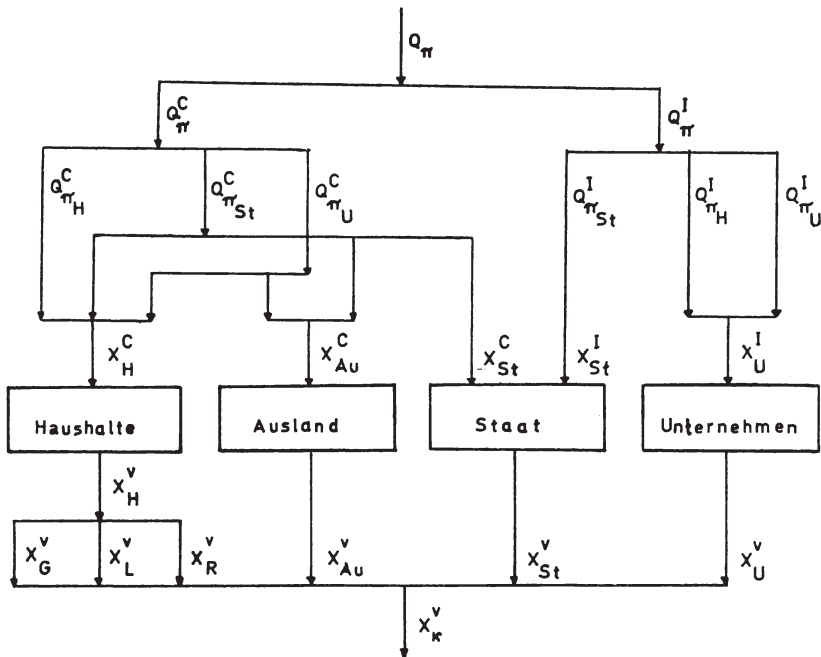 Qπ
Q^C_π Q^I_π
Q^C_πH Q^C_πSt Q^C_πU Q^I_πSt Q^I_πH Q^I_πU
X^C_H X^C_Au X^C_St X^I_St X^I_U
Haushalte Ausland Staat Unternehmen
X^v_H
X^v_G X^v_L X^v_R X^v_Au X^v_St X^v_U
X^v_κ